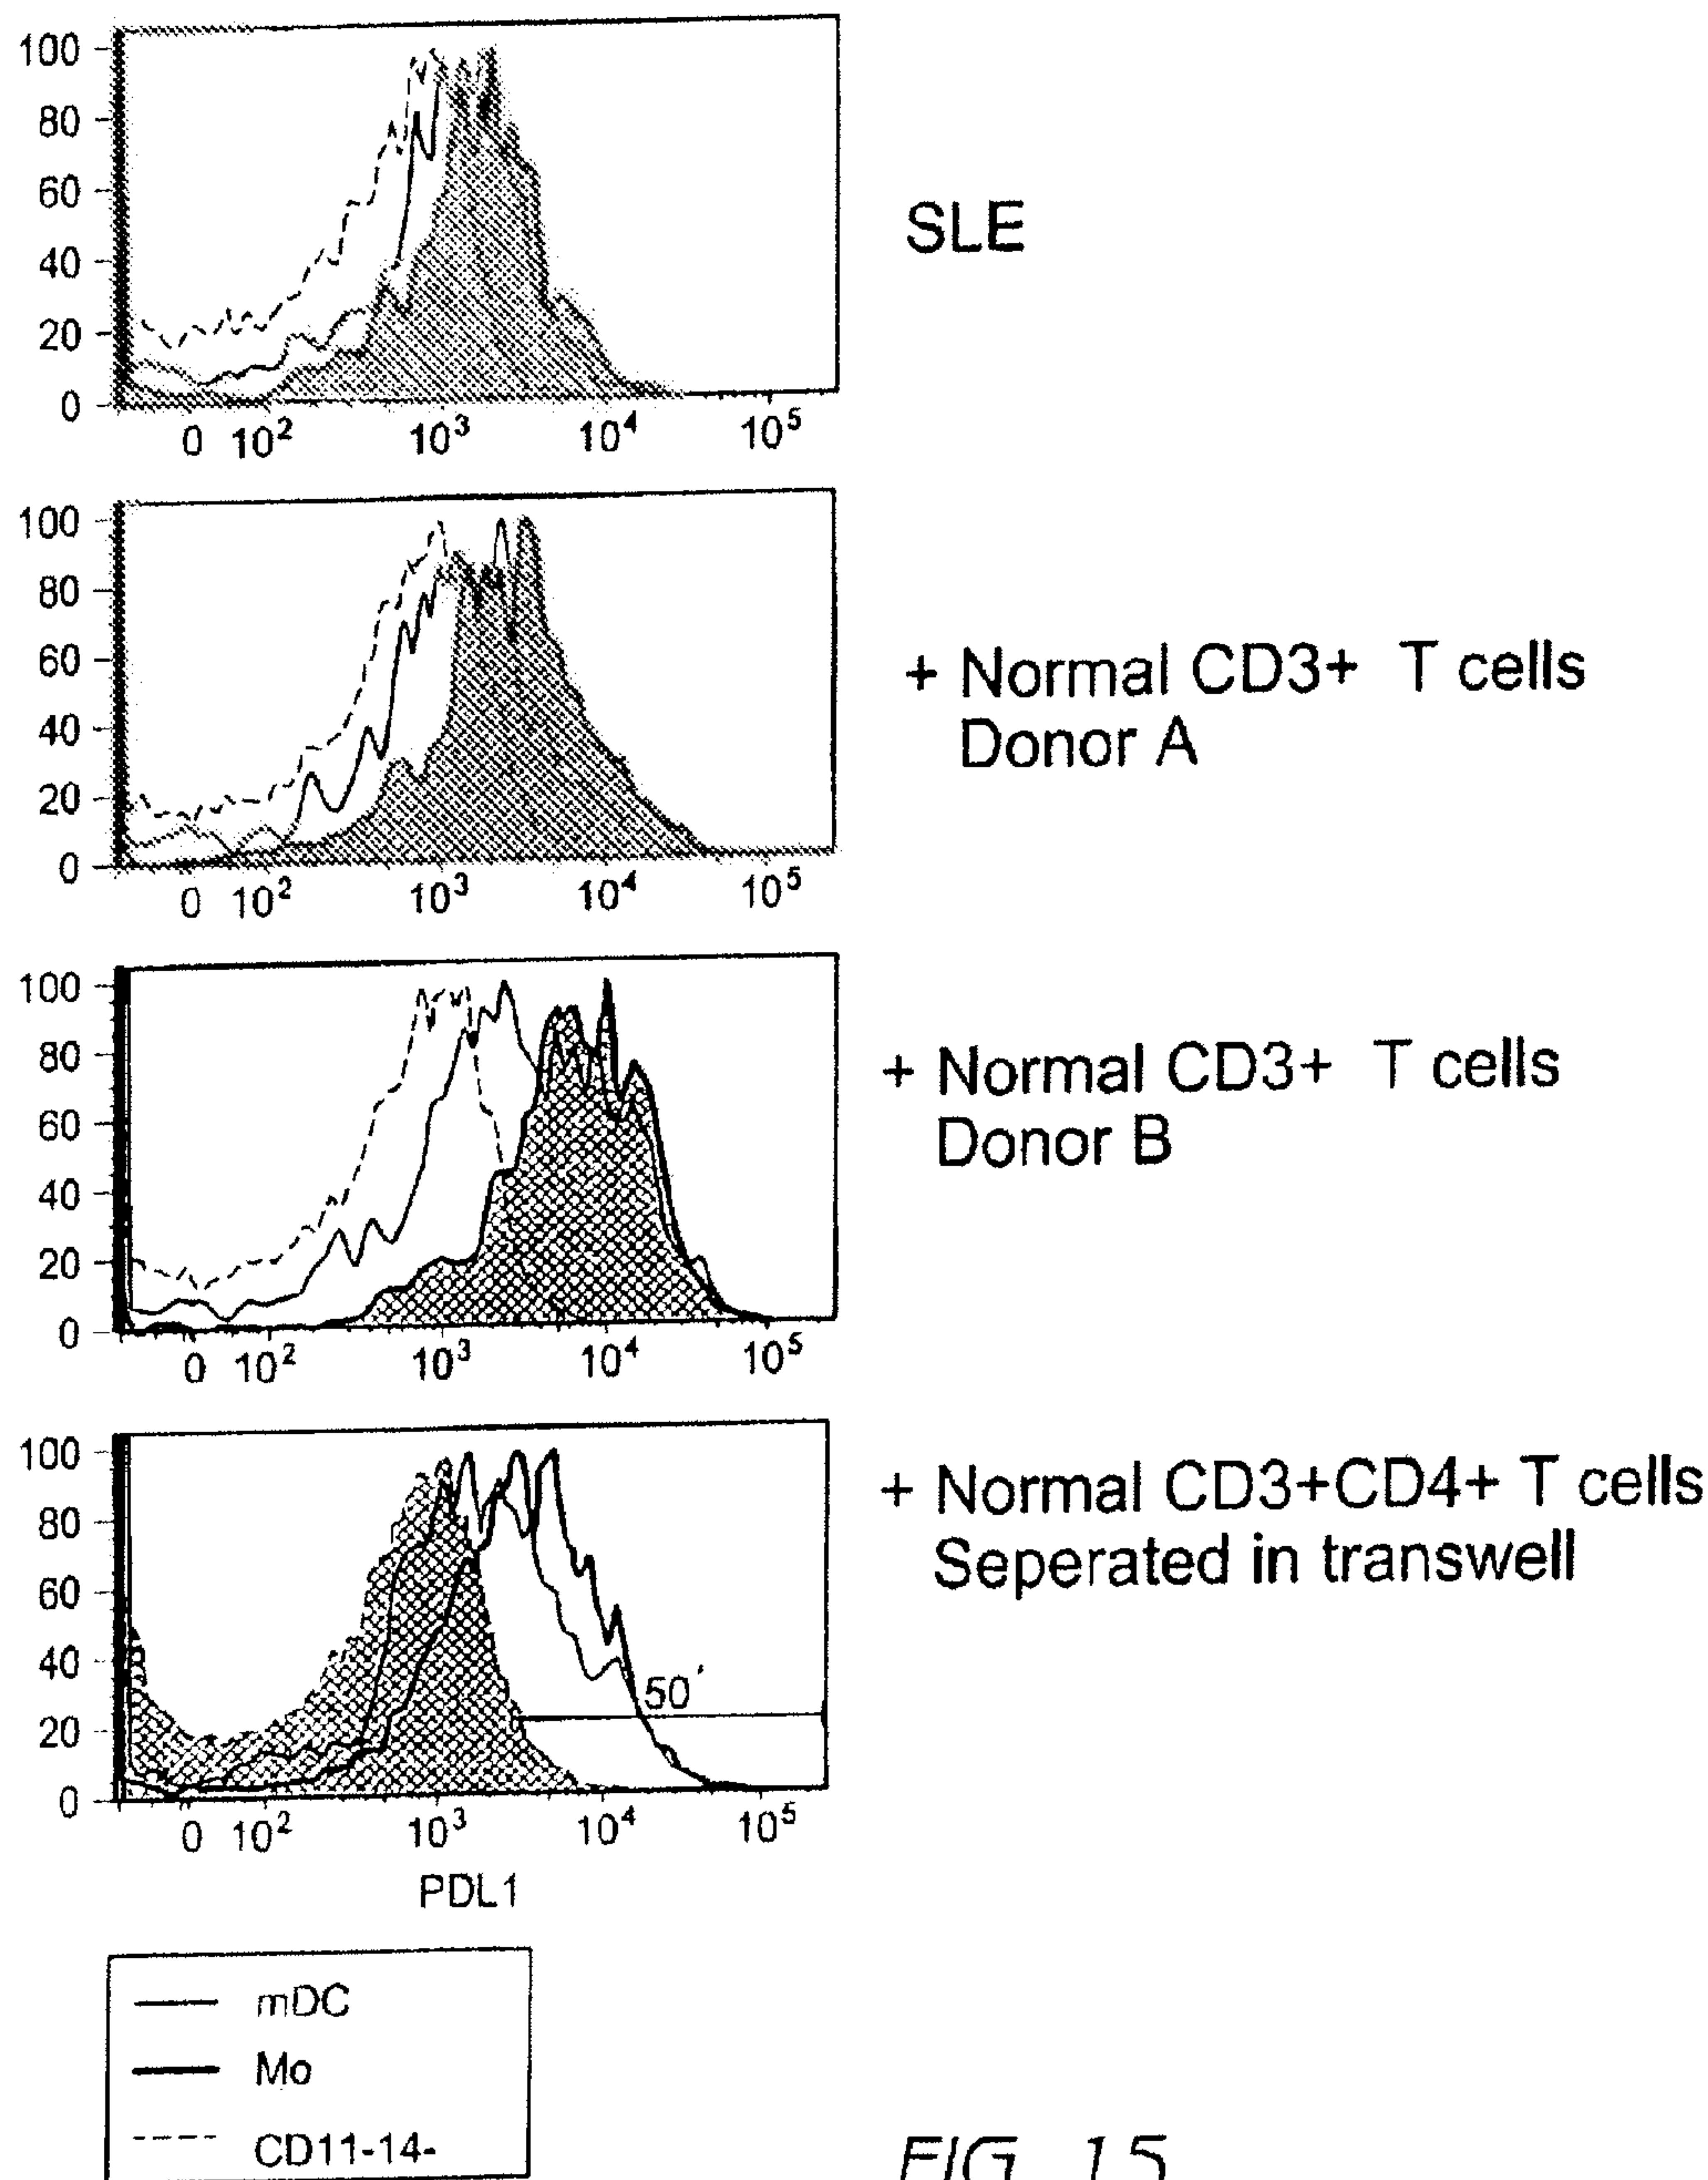 100
80
60
40
20
0
0 10² 10³ 10⁴ 10⁵
SLE
100
80
60
40
20
0
0 10² 10³ 10⁴ 10⁵
+ Normal CD3+ T cells
Donor A
100
80
60
40
20
0
0 10² 10³ 10⁴ 10⁵
+ Normal CD3+ T cells
Donor B
100
80
60
40
20
0
50
0 10² 10³ 10⁴ 10⁵
PDL1
+ Normal CD3+CD4+ T cells
Seperated in transwell
mDC
Mo
CD11-14-
FIG. 15